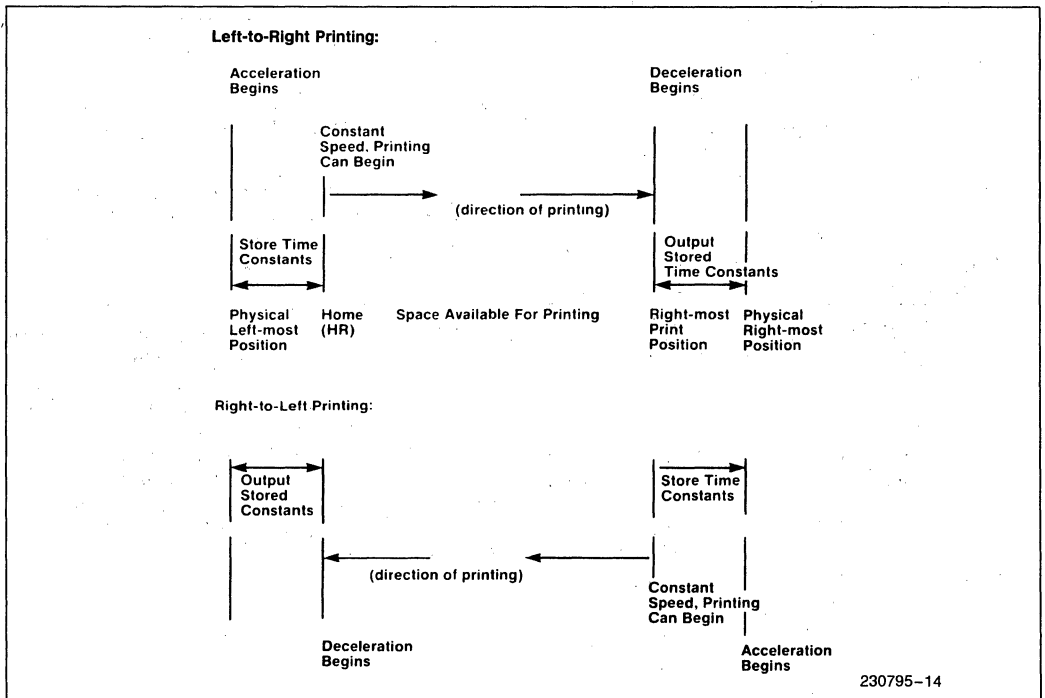 Left-to-Right Printing:
Acceleration
Begins
Deceleration
Begins
Constant
Speed, Printing
Can Begin
(direction of printing)
Store Time
Constants
Output
Stored
Time Constants
Physical
Left-most
Position
Home
(HR)
Space Available For Printing
Right-most
Print
Position
Physical
Right-most
Position
Right-to-Left Printing:
Output
Stored
Constants
Store Time
Constants
(direction of printing)
Constant
Speed, Printing
Can Begin
Deceleration
Begins
Acceleration
Begins
230795–14